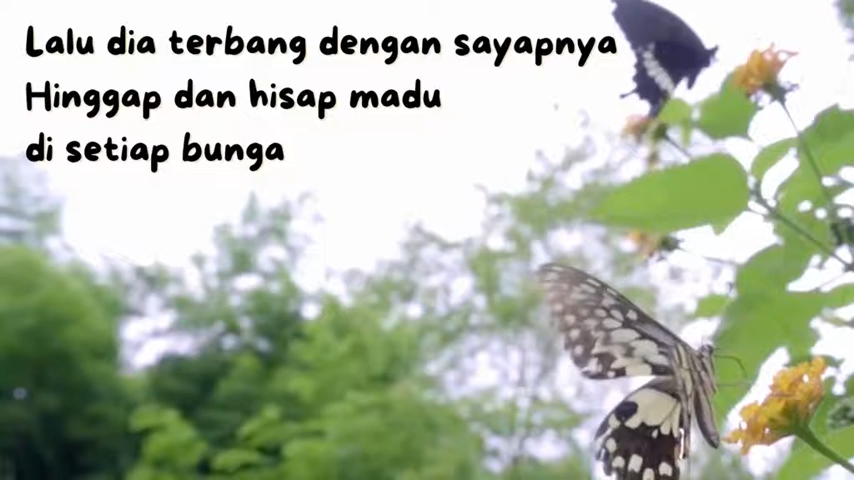 Lalu dia terbang dengan sayapnya
Hinggap dan hisap madu
di setiap bunga